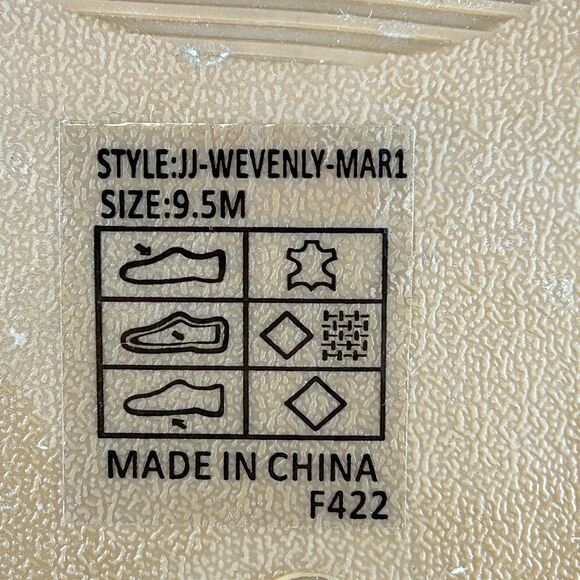 STYLE:JJ-WEVENLY-MAR1
SIZE:9.5M
MADE IN CHINA
F422